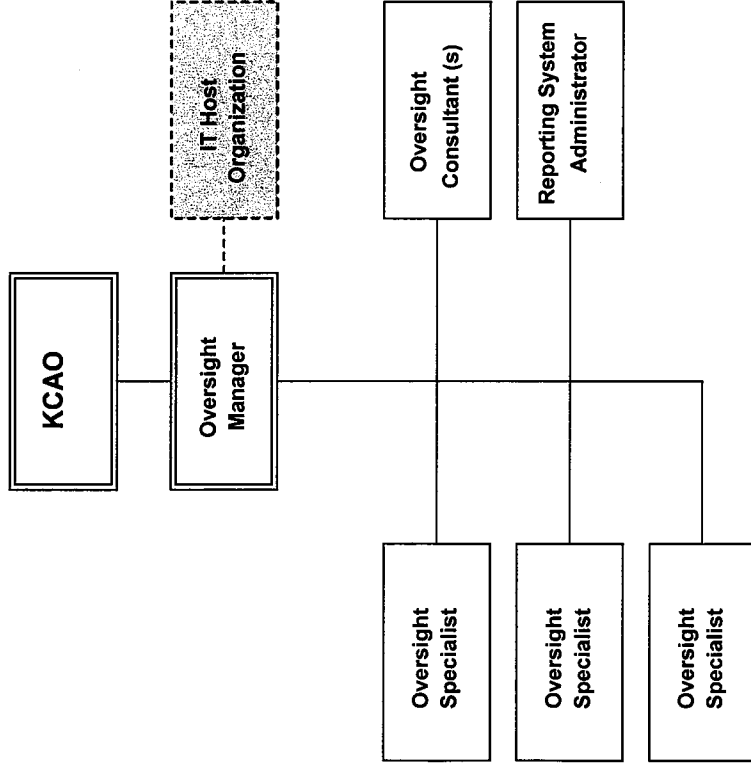 KCAO
Oversight
Manager
IT Host
Organization
Oversight
Specialist
Oversight
Consultant (s)
Oversight
Specialist
Reporting System
Administrator
Oversight
Specialist